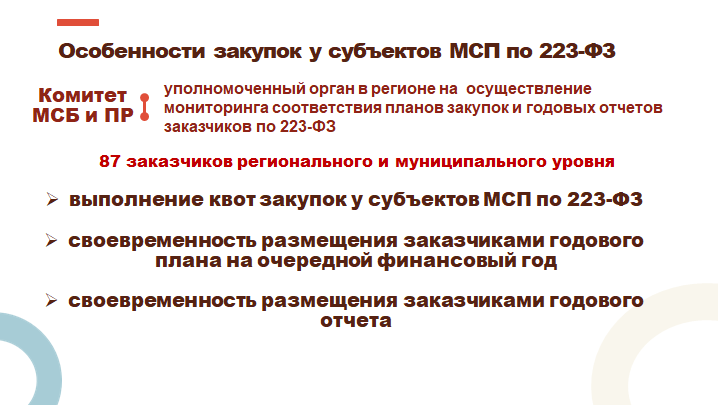 Особенности закупок у субъектов МСП по 223-ФЗ
Комитет
МСБ и ПР
уполномоченный орган в регионе на осуществление
мониторинга соответствия планов закупок и годовых отчетов
заказчиков по 223-ФЗ
87 заказчиков регионального и муниципального уровня
➢ выполнение квот закупок у субъектов МСП по 223-ФЗ
➢ своевременность размещения заказчиками годового
плана на очередной финансовый год
➢ своевременность размещения заказчиками годового
отчета